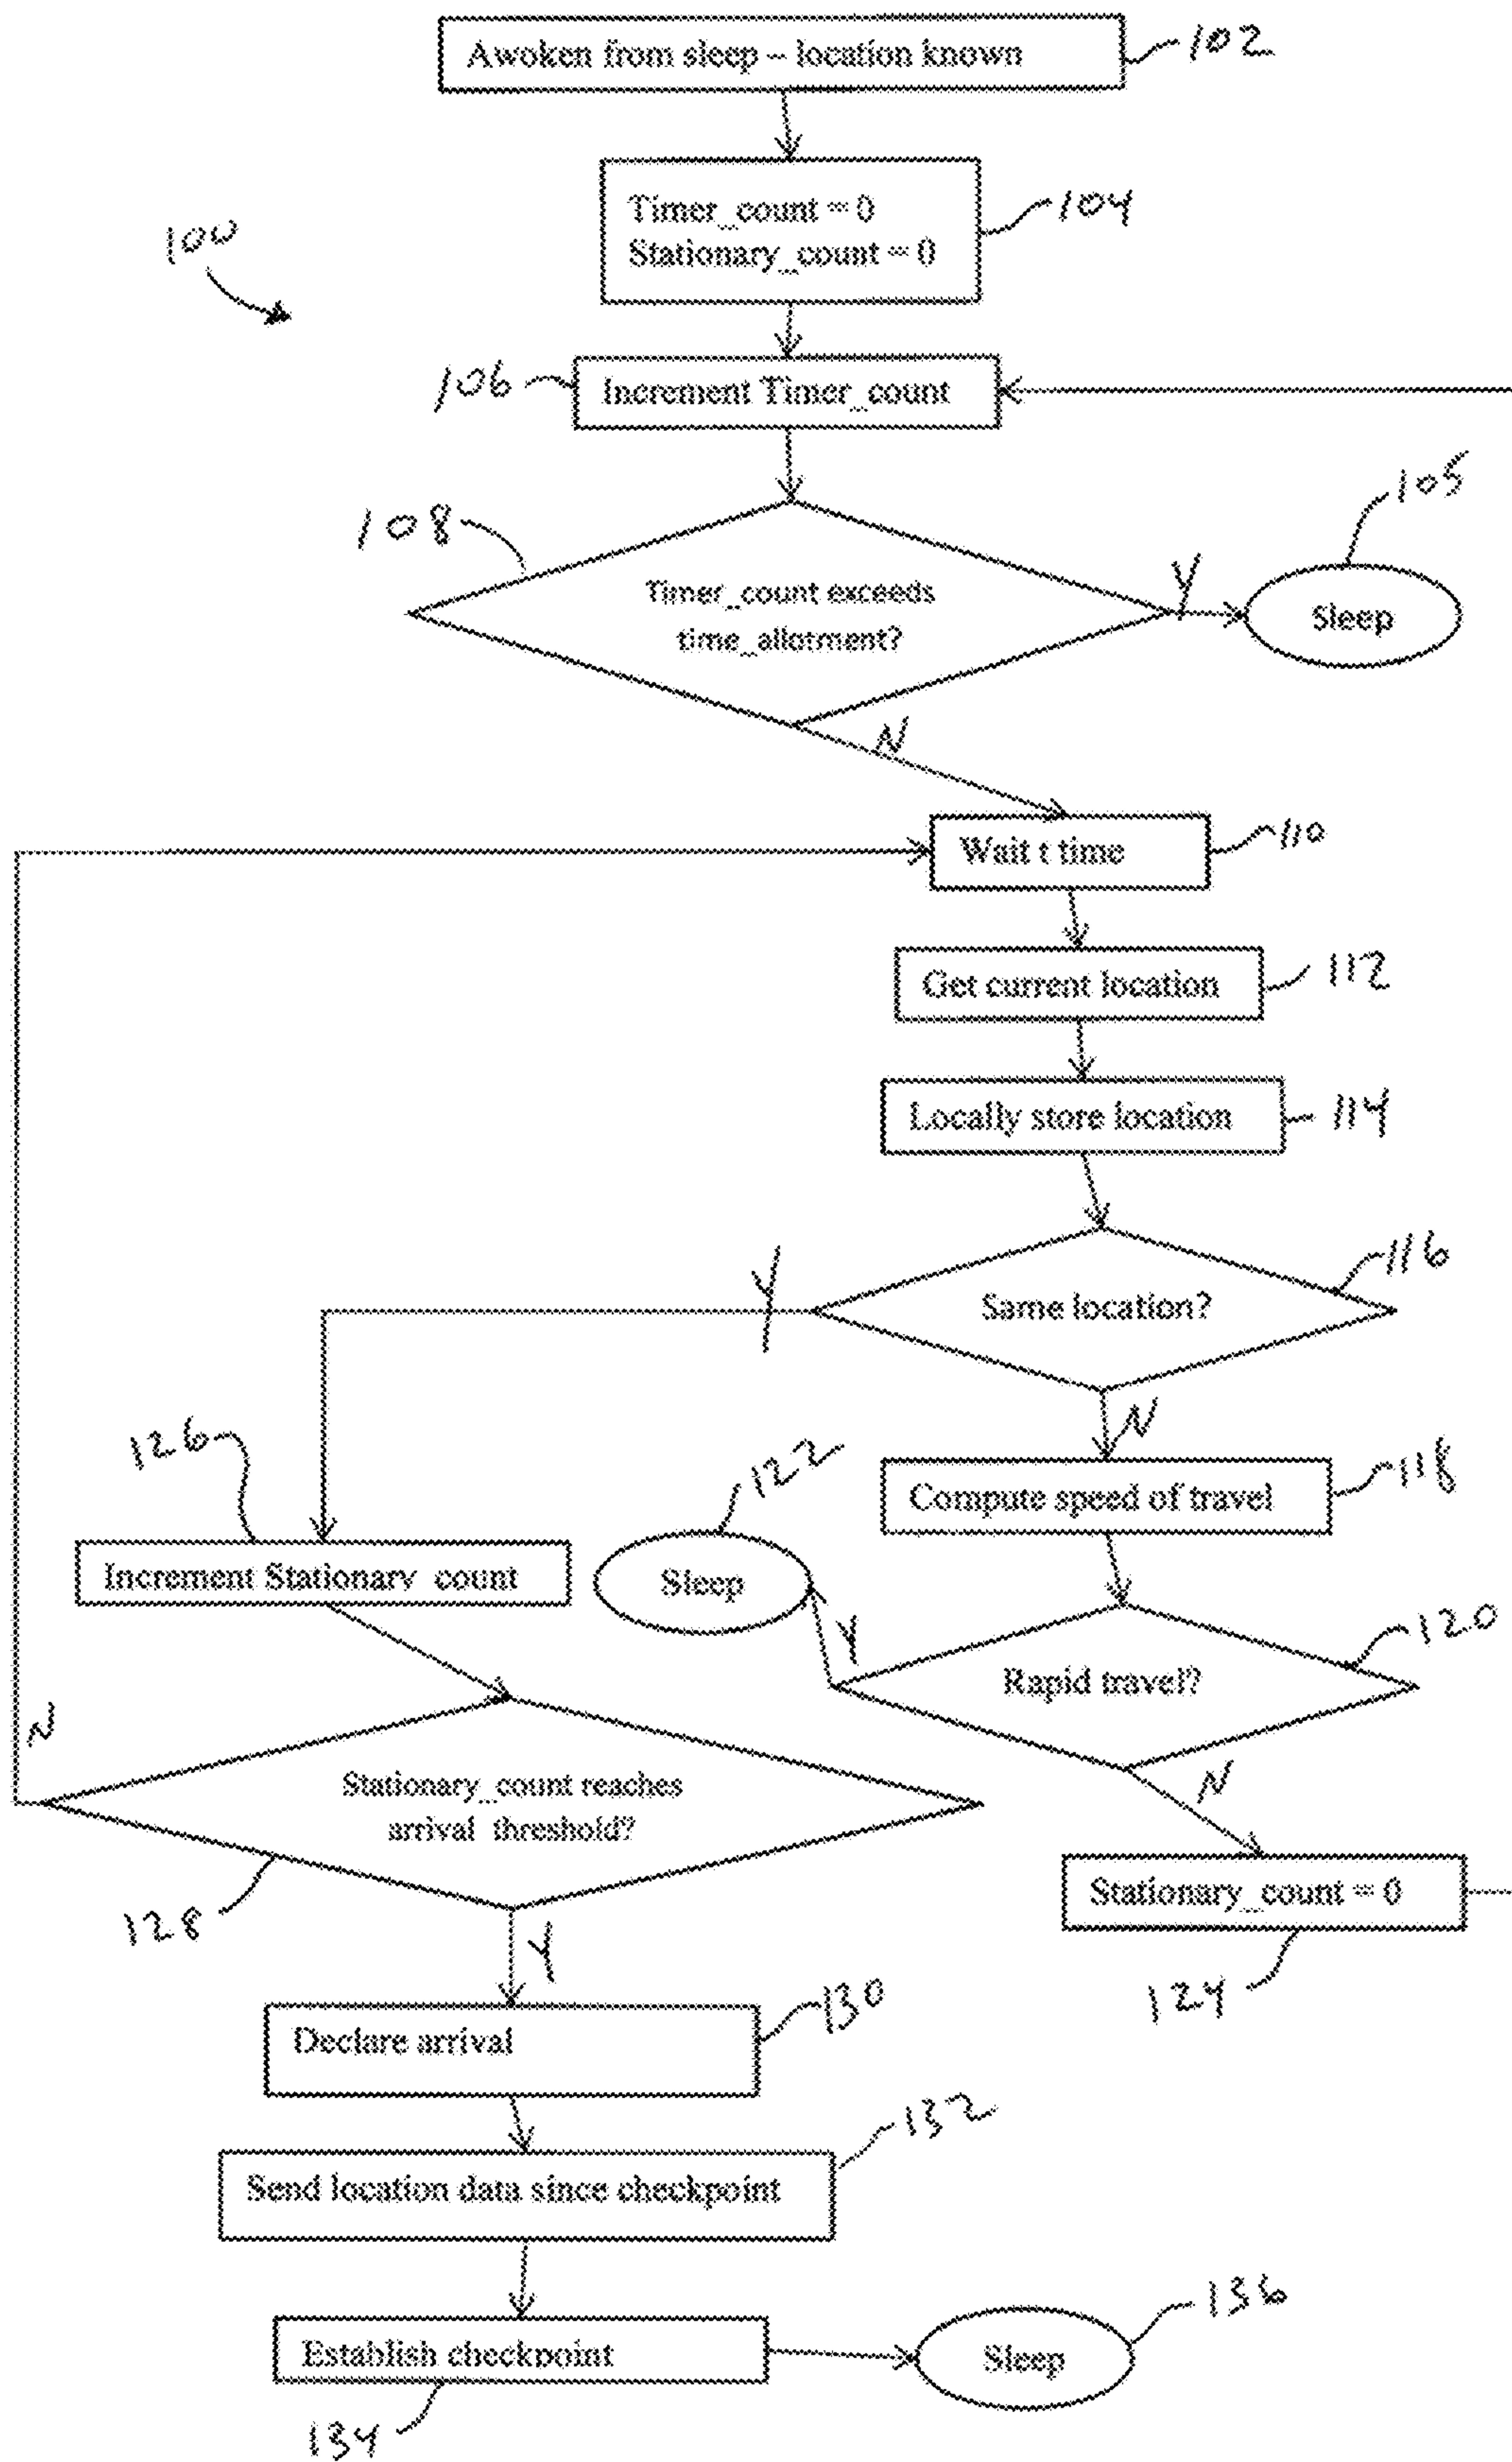 Awoken from sleep – location known
102
Timer_count = 0
Stationary_count = 0
104
100
106
Increment Timer_count
105
108
Timer_count exceeds
time_allotment?
Y
Sleep
N
Wait t time
110
Get current location
112
Locally store location
114
116
Same location?
Y
N
126
122
Compute speed of travel
118
Increment Stationary count
Sleep
120
Y
Rapid travel?
N
N
Stationary_count reaches
arrival threshold?
Stationary_count = 0
128
Y
124
Declare arrival
130
132
Send location data since checkpoint
136
Establish checkpoint
Sleep
134